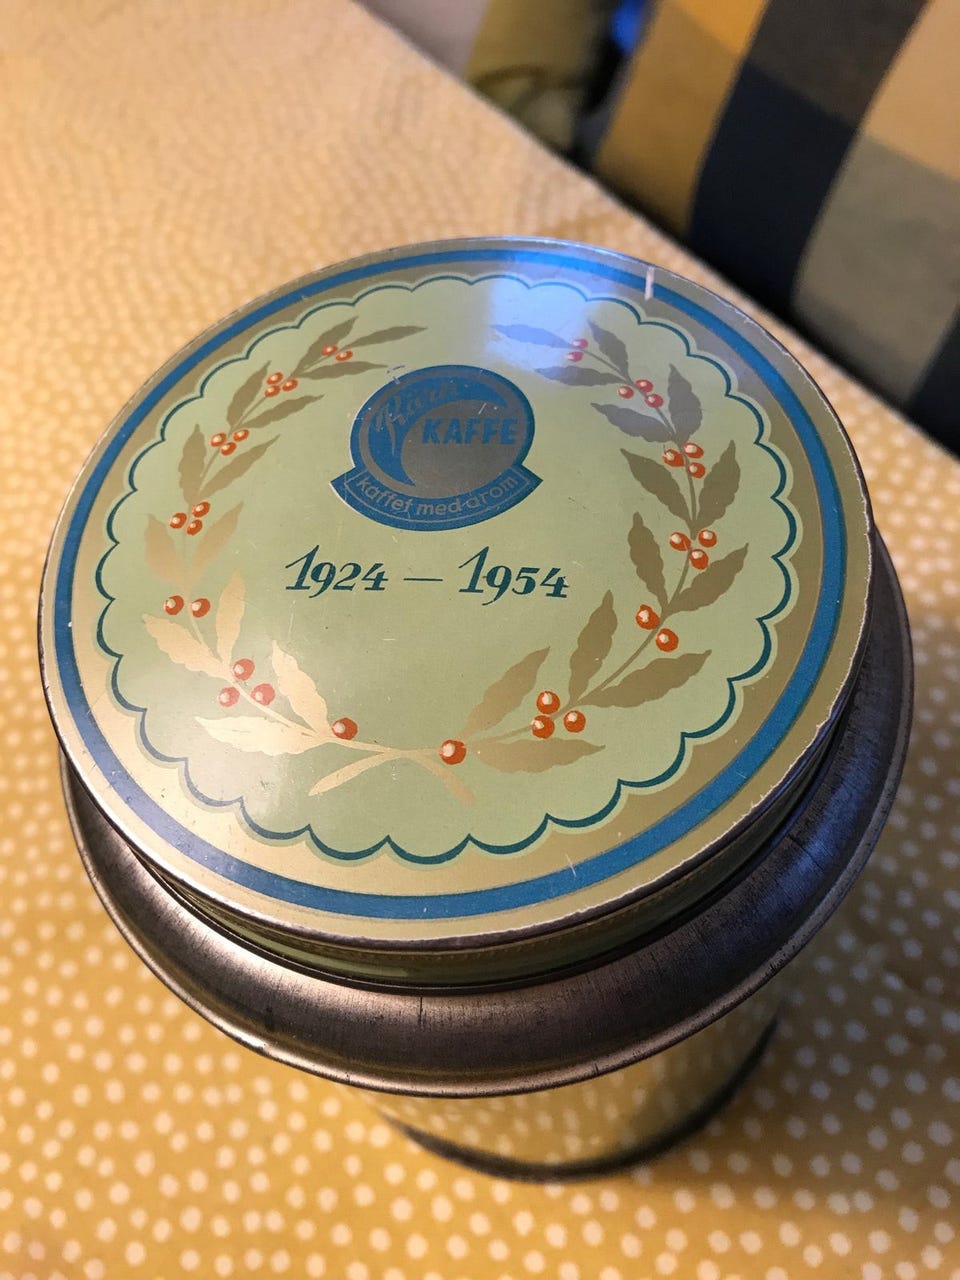 KAFFE
kaffet med arom
1924 — 1954